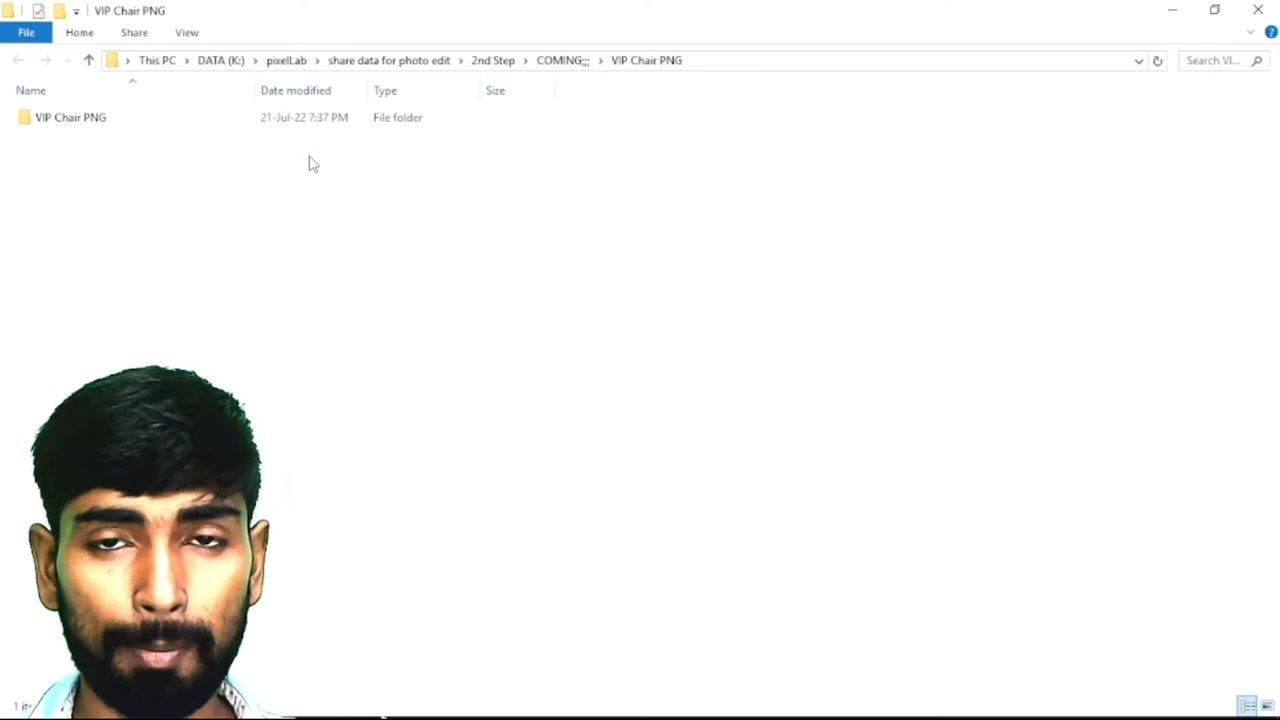 VIP Chair PNG
File Home Share View
This PC > DATA (K:) > pixelLab > share data for photo edit > 2nd Step > COMING;;; > VIP Chair PNG
Search VI...
Name Date modified Type Size
VIP Chair PNG 21-Jul-22 7:37 PM File folder
1